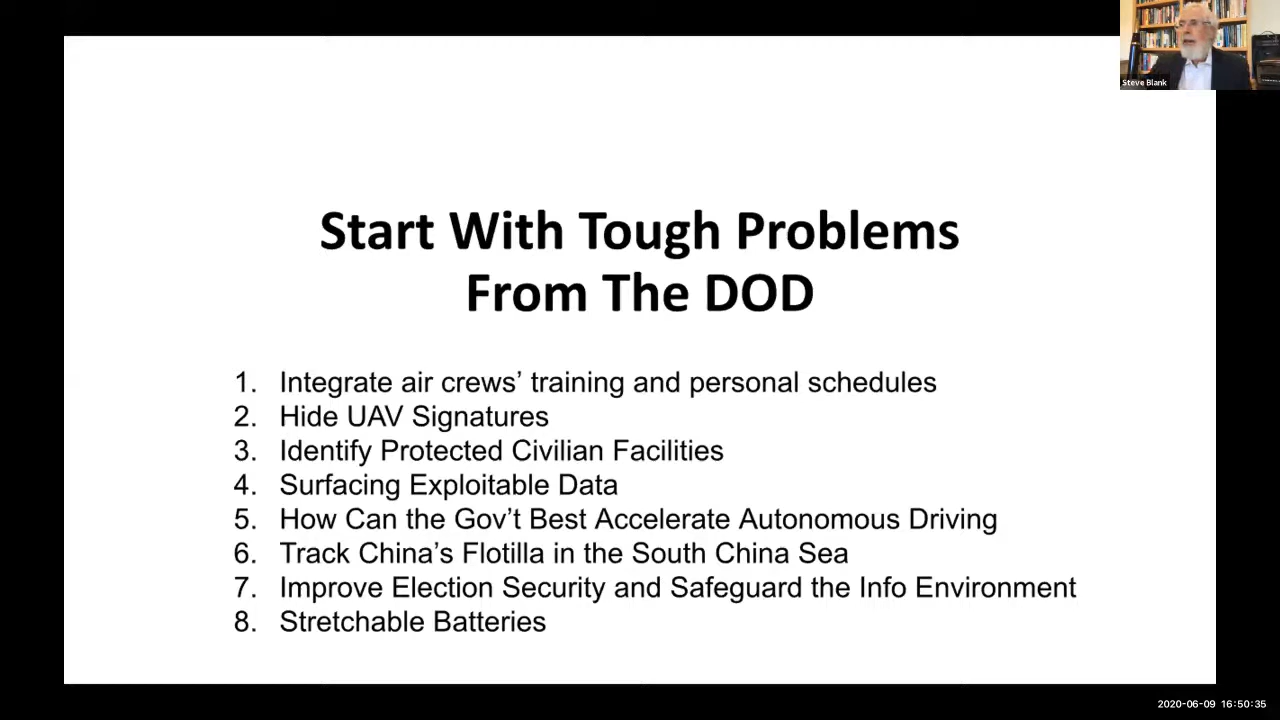 Steve Blank
Start With Tough Problems
From The DOD
1. Integrate air crews’ training and personal schedules
2. Hide UAV Signatures
3. Identify Protected Civilian Facilities
4. Surfacing Exploitable Data
5. How Can the Gov’t Best Accelerate Autonomous Driving
6. Track China’s Flotilla in the South China Sea
7. Improve Election Security and Safeguard the Info Environment
8. Stretchable Batteries
2020-06-09 16:50:35